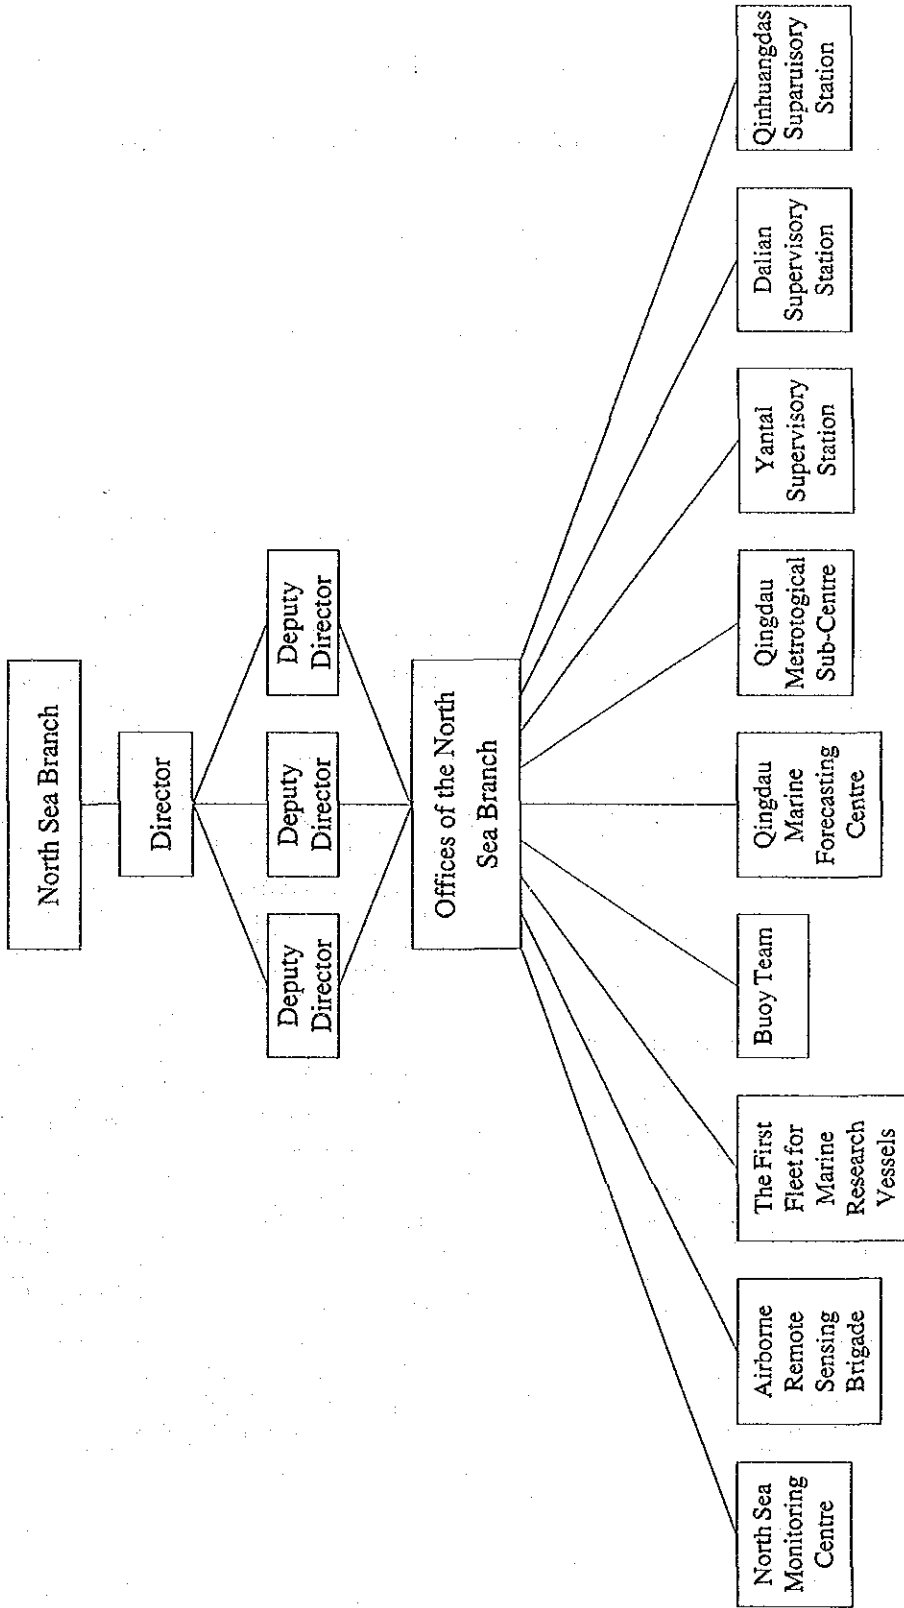 North Sea Branch
Director
Deputy
Director
Deputy
Director
Deputy
Director
Offices of the North
Sea Branch
North Sea
Monitoring
Centre
Airborne
Remote
Sensing
Brigade
The First
Fleet for
Marine
Research
Vessels
Buoy Team
Qingdau
Marine
Forecasting
Centre
Qingdau
Metrotogical
Sub-Centre
Yantal
Supervisory
Station
Dalian
Supervisory
Station
Qinhuangdas
Suparuisory
Station